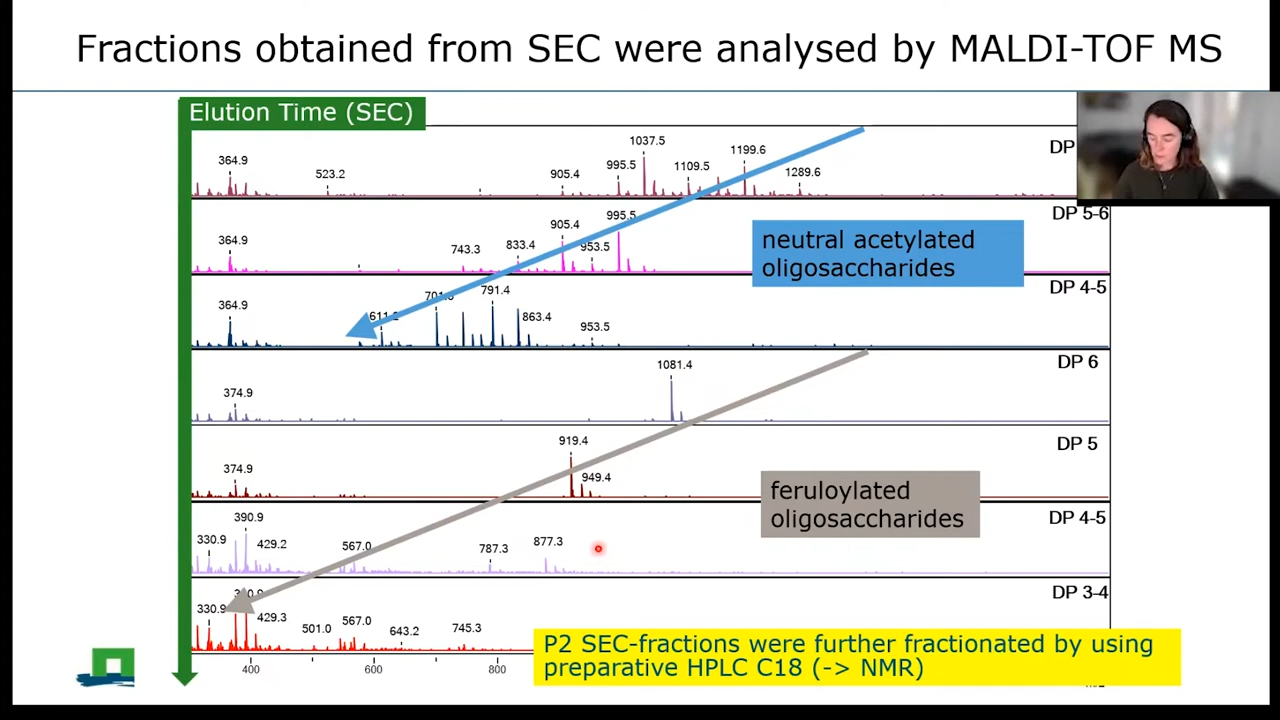 Fractions obtained from SEC were analysed by MALDI-TOF MS
Elution Time (SEC)
364.9 523.2 905.4 995.5 1037.5 1109.5 1199.6 1289.6 DP
364.9 743.3 833.4 905.4 953.5 995.5 DP 5-6
neutral acetylated
oligosaccharides
364.9 791.4 863.4 953.5 DP 4-5
374.9 1081.4 DP 6
374.9 919.4 949.4 DP 5
feruloylated
oligosaccharides
330.9 390.9 429.2 567.0 787.3 877.3 DP 4-5
330.9 429.3 501.0 567.0 643.2 745.3 DP 3-4
P2 SEC-fractions were further fractionated by using
preparative HPLC C18 (-> NMR)
400 600 800